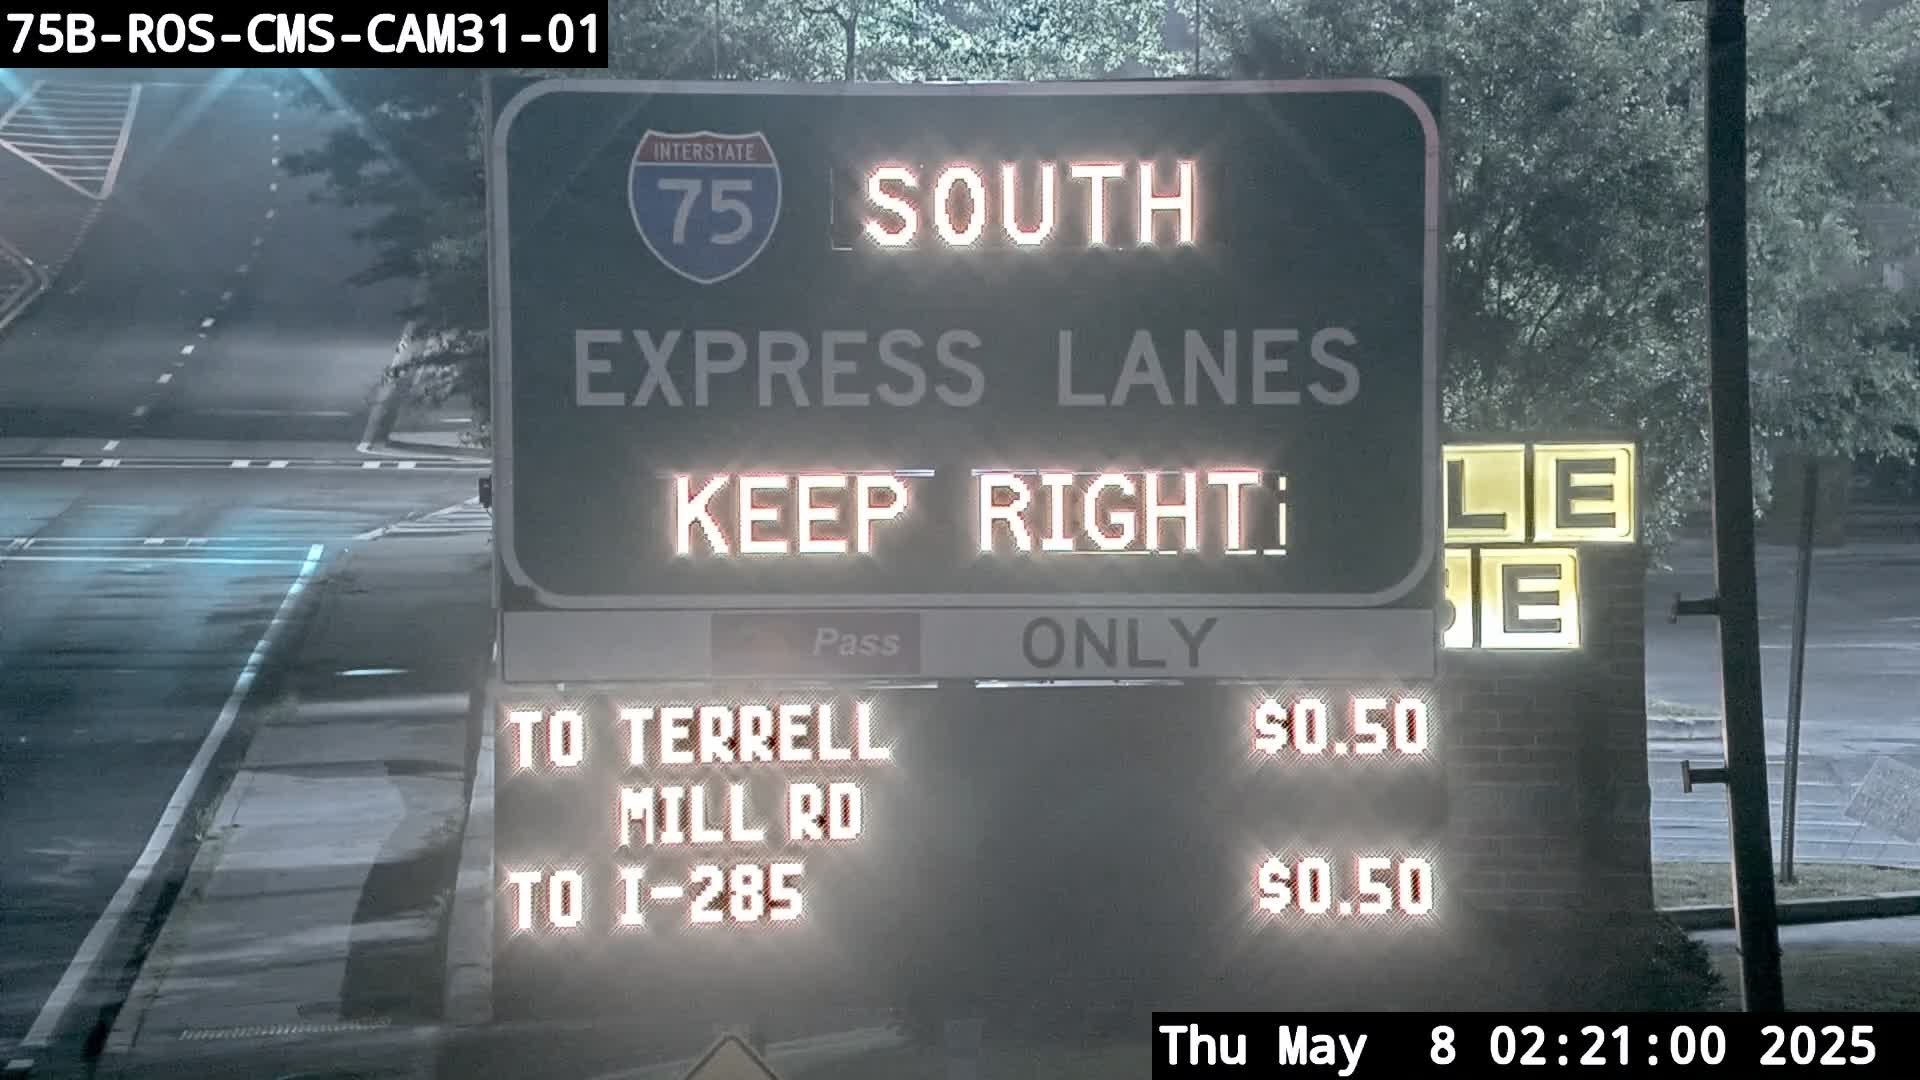 75B-ROS-CMS-CAM31-01
INTERSTATE
75
SOUTH
EXPRESS LANES
KEEP RIGHT
LE
E
Pass ONLY
TO TERRELL $0.50
MILL RD
TO I-285 $0.50
Thu May 8 02:21:00 2025